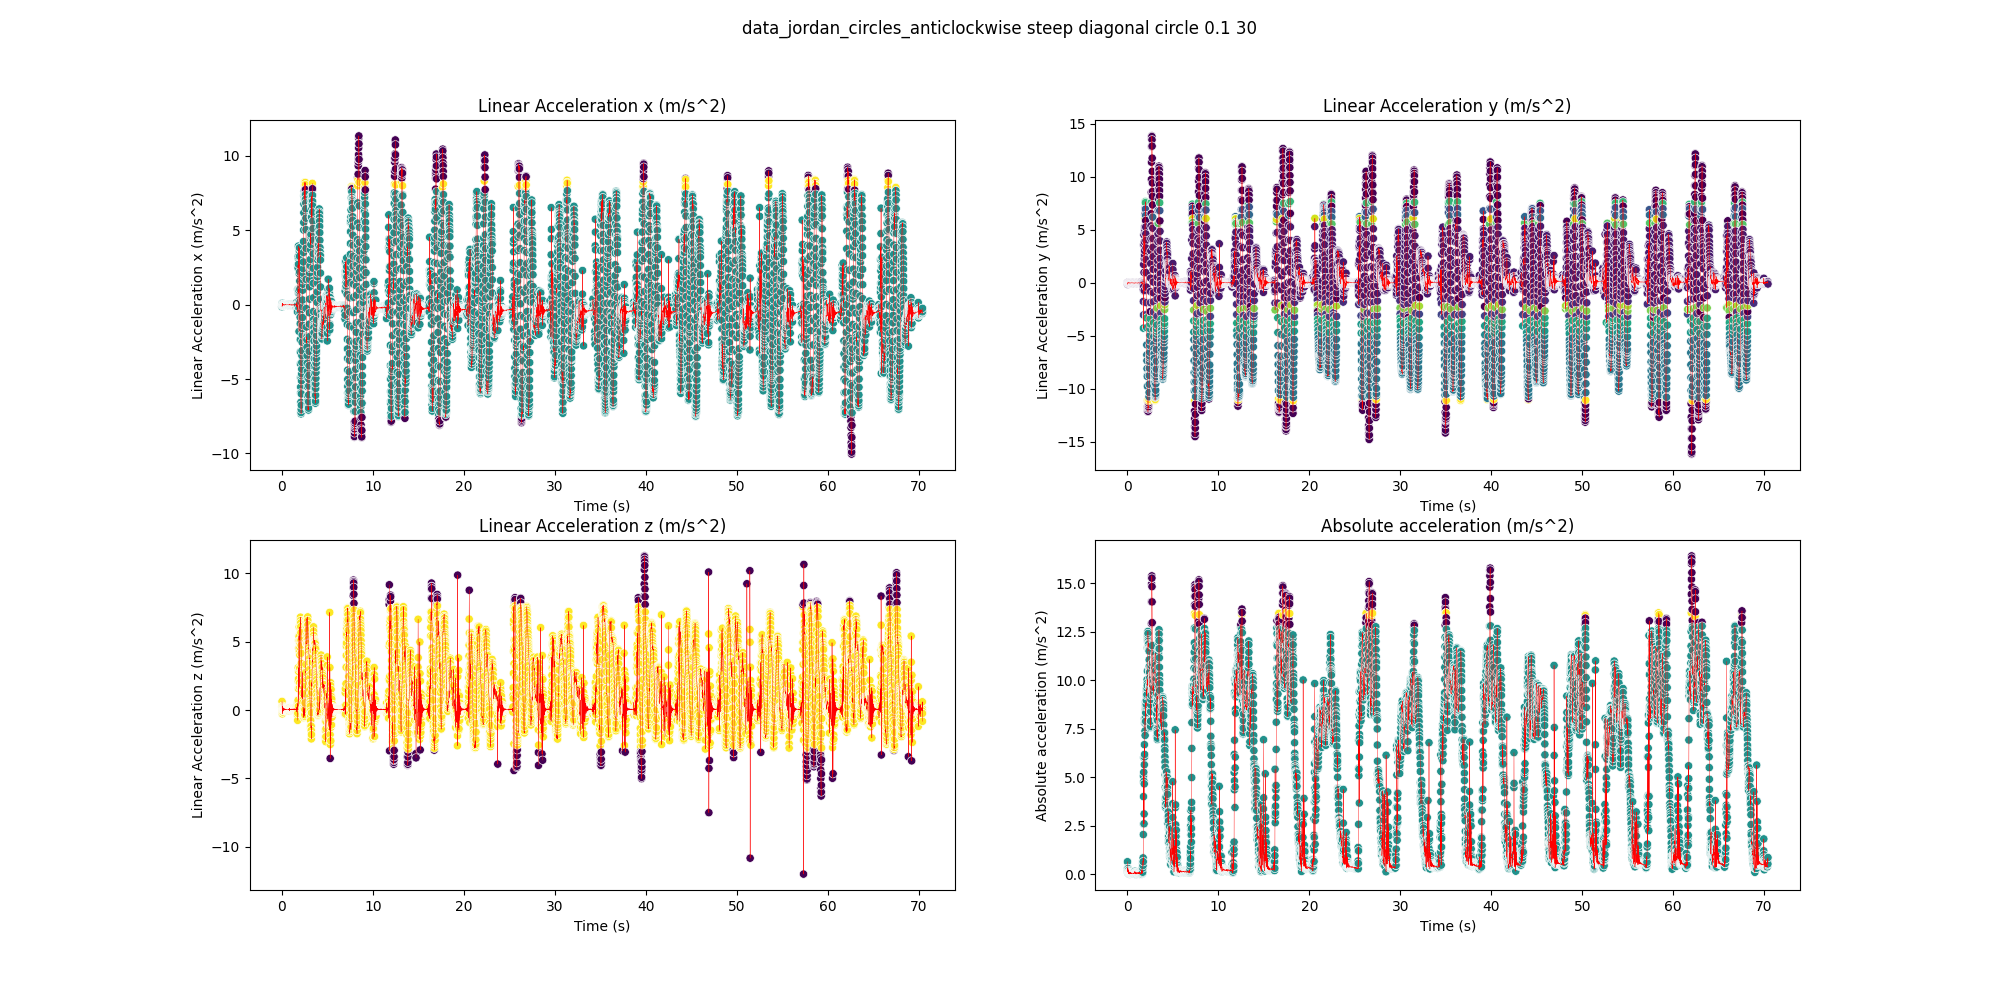 data_jordan_circles_anticlockwise steep diagonal circle 0.1 30
Linear Acceleration x (m/s^2)
Linear Acceleration x (m/s^2)
10
5
0
−5
−10
0 10 20 30 40 50 60 70
Time (s)
Linear Acceleration y (m/s^2)
Linear Acceleration y (m/s^2)
15
10
5
0
−5
−10
−15
0 10 20 30 40 50 60 70
Time (s)
Linear Acceleration z (m/s^2)
Linear Acceleration z (m/s^2)
10
5
0
−5
−10
0 10 20 30 40 50 60 70
Time (s)
Absolute acceleration (m/s^2)
Absolute acceleration (m/s^2)
15.0
12.5
10.0
7.5
5.0
2.5
0.0
0 10 20 30 40 50 60 70
Time (s)